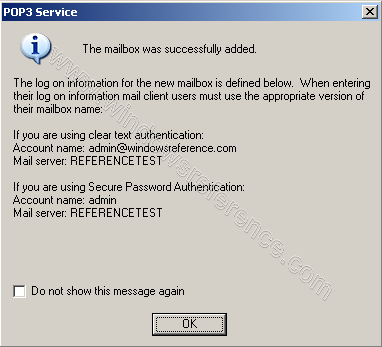 POP3 Service
The mailbox was successfully added.
The log on information for the new mailbox is defined below. When entering
their log on information mail client users must use the appropriate version of
their mailbox name:
If you are using clear text authentication:
Account name: admin@windowsreference.com
Mail server: REFERENCETEST
If you are using Secure Password Authentication:
Account name: admin
Mail server: REFERENCETEST
Do not show this message again
OK
www.windowsreference.com